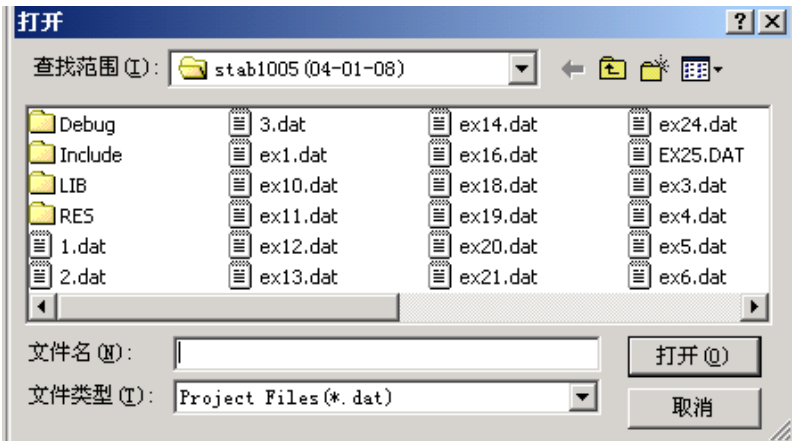 打开
查找范围(I): stab1005(04-01-08)
Debug 3.dat ex14.dat ex24.dat
Include ex1.dat ex16.dat EX25.DAT
LIB ex10.dat ex18.dat ex3.dat
RES ex11.dat ex19.dat ex4.dat
1.dat ex12.dat ex20.dat ex5.dat
2.dat ex13.dat ex21.dat ex6.dat
文件名(N): 打开(O)
文件类型(T): Project Files(*.dat) 取消